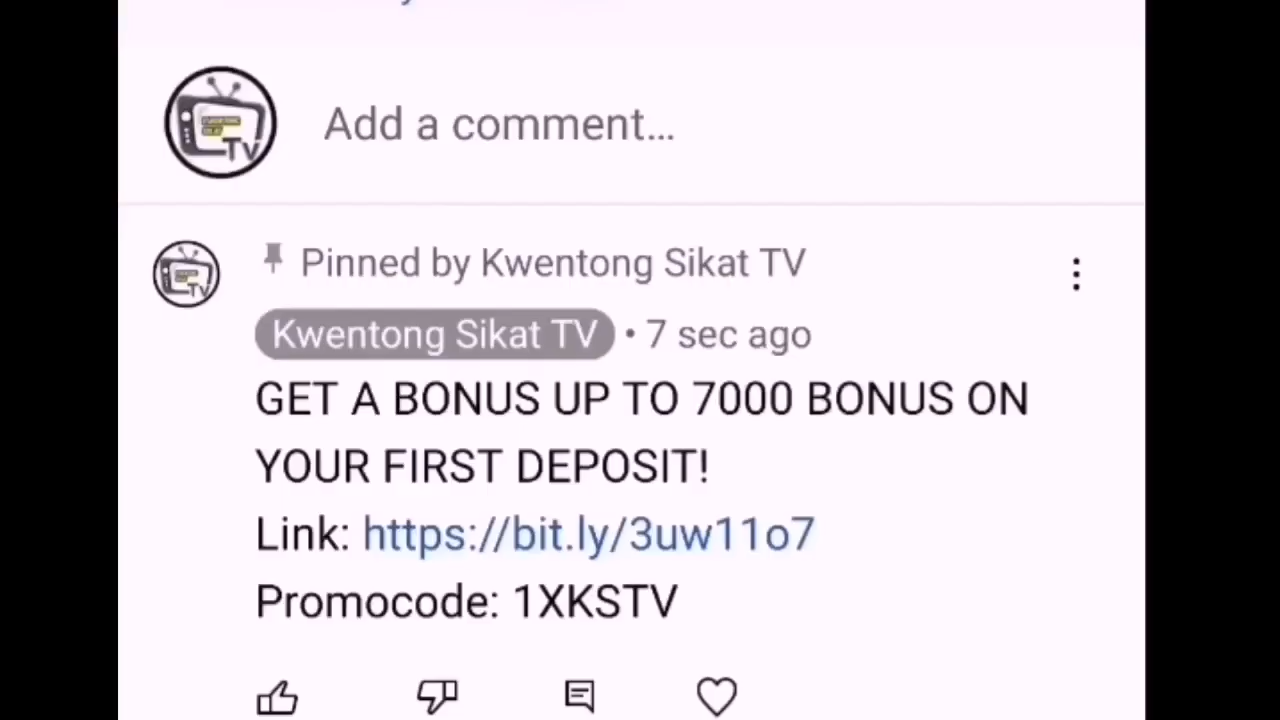 Add a comment...
Pinned by Kwentong Sikat TV
Kwentong Sikat TV • 7 sec ago
GET A BONUS UP TO 7000 BONUS ON
YOUR FIRST DEPOSIT!
Link: https://bit.ly/3uw11o7
Promocode: 1XKSTV